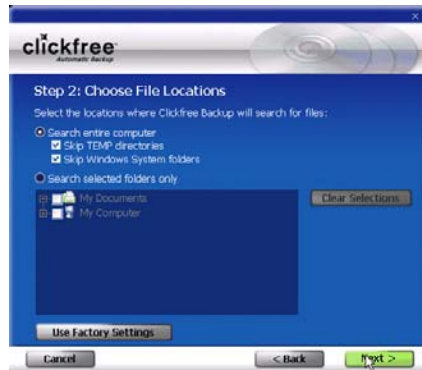 clickfree
Automatic Backup
Step 2: Choose File Locations
Select the locations where Clickfree Backup will search for files:
Search entire computer
Skip TEMP directories
Skip Windows System folders
Search selected folders only
My Documents
My Computer
Clear Selections
Use Factory Settings
Cancel
< Back
Next >